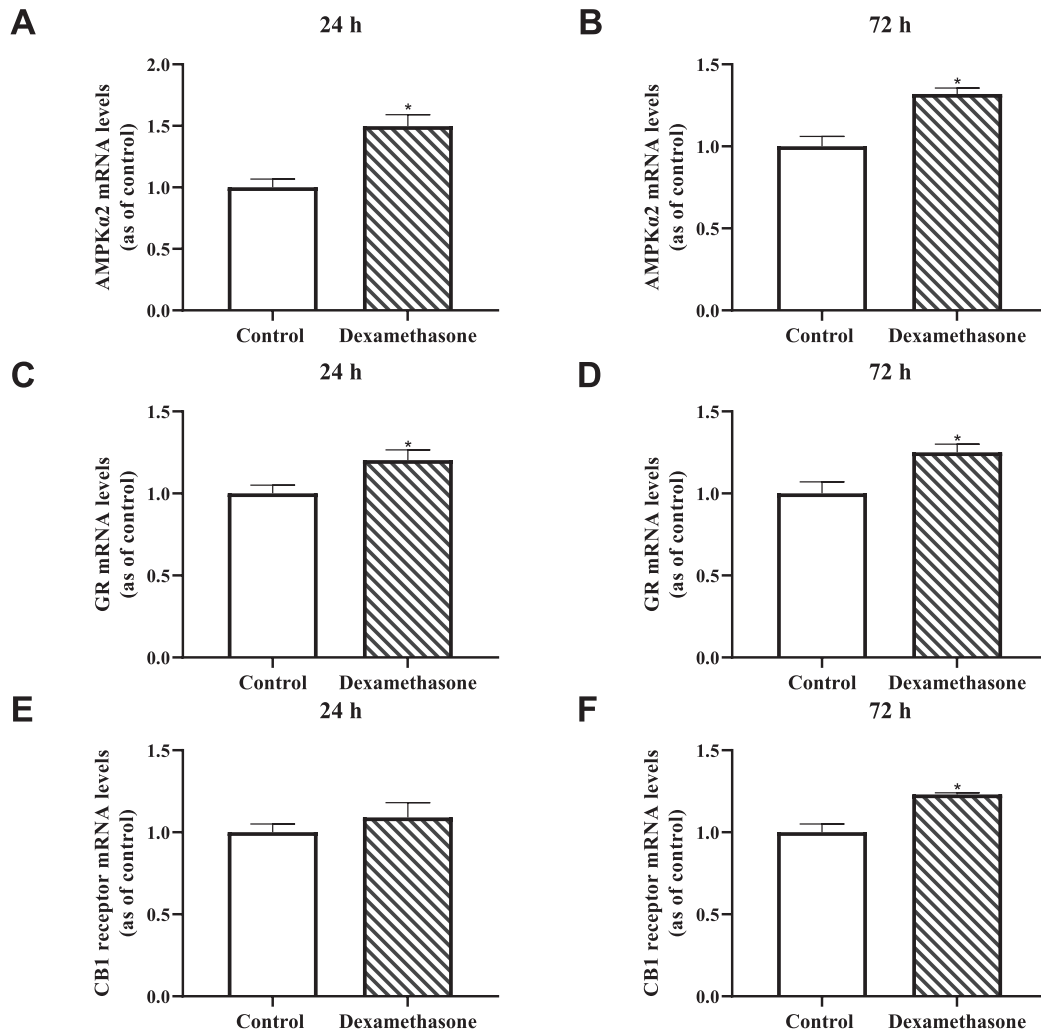 A
24 h
AMPKα2 mRNA levels
(as of control)
2.0
1.5
1.0
0.5
0.0
*
Control
Dexamethasone
B
72 h
AMPKα2 mRNA levels
(as of control)
1.5
1.0
0.5
0.0
*
Control
Dexamethasone
C
24 h
GR mRNA levels
(as of control)
1.5
1.0
0.5
0.0
*
Control
Dexamethasone
D
72 h
GR mRNA levels
(as of control)
1.5
1.0
0.5
0.0
*
Control
Dexamethasone
E
24 h
CB1 receptor mRNA levels
(as of control)
1.5
1.0
0.5
0.0
Control
Dexamethasone
F
72 h
CB1 receptor mRNA levels
(as of control)
1.5
1.0
0.5
0.0
*
Control
Dexamethasone